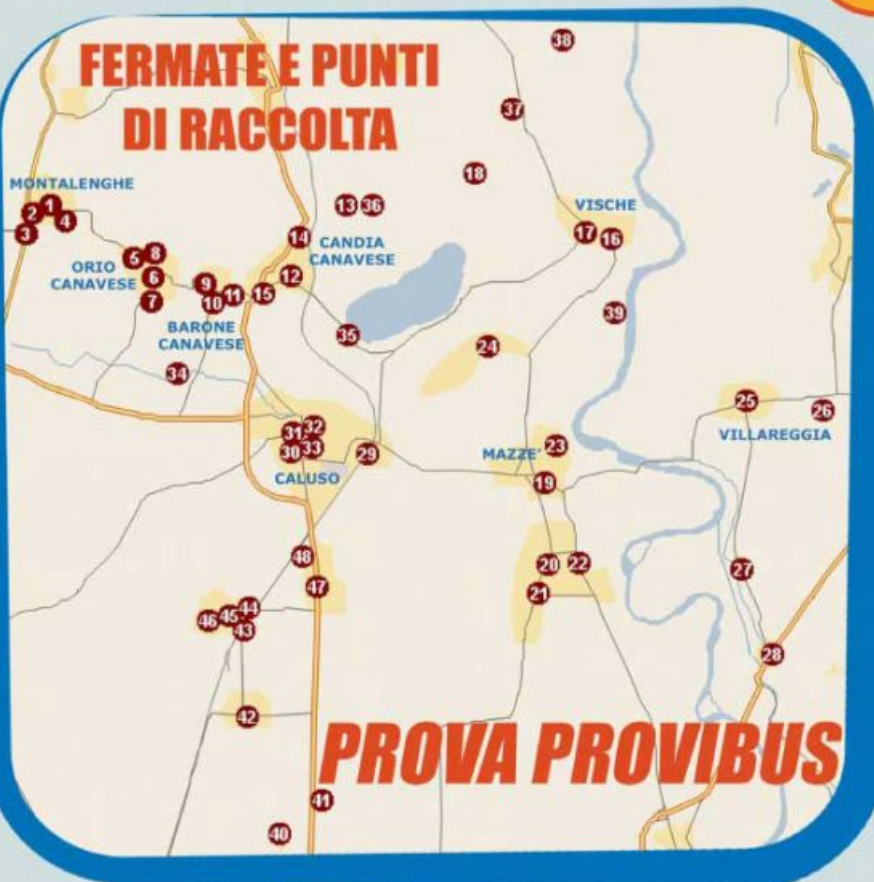 FERMATE E PUNTI
DI RACCOLTA
38
37
18
MONTALENGHE
1
2
4
3
13 36
VISCHE
17 16
14
CANDIA
CANAVESE
5 8
ORIO
CANAVESE
6
7
12
9
10 11 15
BARONE
CANAVESE
39
35
24
34
25
26
VILLAREGGIA
31 32
30 33
29
CALUSO
MAZZE'
23
19
48
47
20 22
21
27
46 45 44
43
28
42
PROVA PROVIBUS
41
40